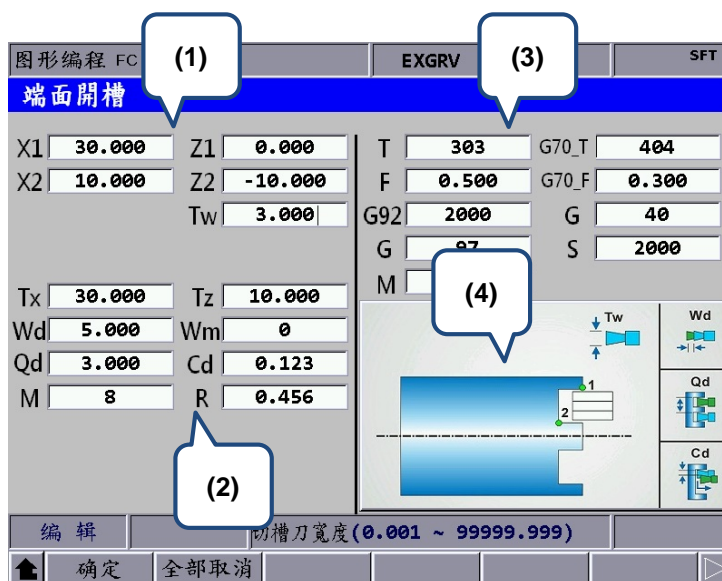 图形编程 FC
(1)
EXGRV
(3)
SFT
端面開槽
X1 30.000 Z1 0.000
X2 10.000 Z2 -10.000
Tw 3.000
Tx 30.000 Tz 10.000
Wd 5.000 Wm 0
Qd 3.000 Cd 0.123
M 8 R 0.456
(2)
T 303 G70_T 404
F 0.500 G70_F 0.300
G92 2000 G 40
G 97 S 2000
M
(4)
Tw
Wd
1
Qd
2
Cd
编 辑 切槽刀寬度(0.001 ~ 99999.999)
确定 全部取消